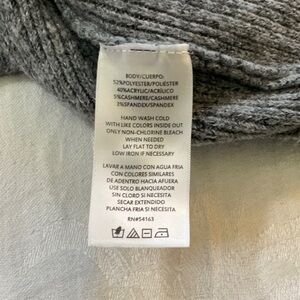 BODY/CUERPO:
52%POLYESTER/POLIÉSTER
40%ACRYLIC/ACRÍLICO
5%CASHMERE/CASHMERE
3%SPANDEX/SPANDEX
HAND WASH COLD
WITH LIKE COLORS INSIDE OUT
ONLY NON-CHLORINE BLEACH
WHEN NEEDED
LAY FLAT TO DRY
LOW IRON IF NECESSARY
LAVAR A MANO CON AGUA FRIA
CON COLORES SIMILARES
DE ADENTRO HACIA AFUERA
USE SOLO BLANQUEADOR
SIN CLORO SI NECESITA
SECAR EXTENDIDO
PLANCHA FRIA SI NECESITA
RN#54163